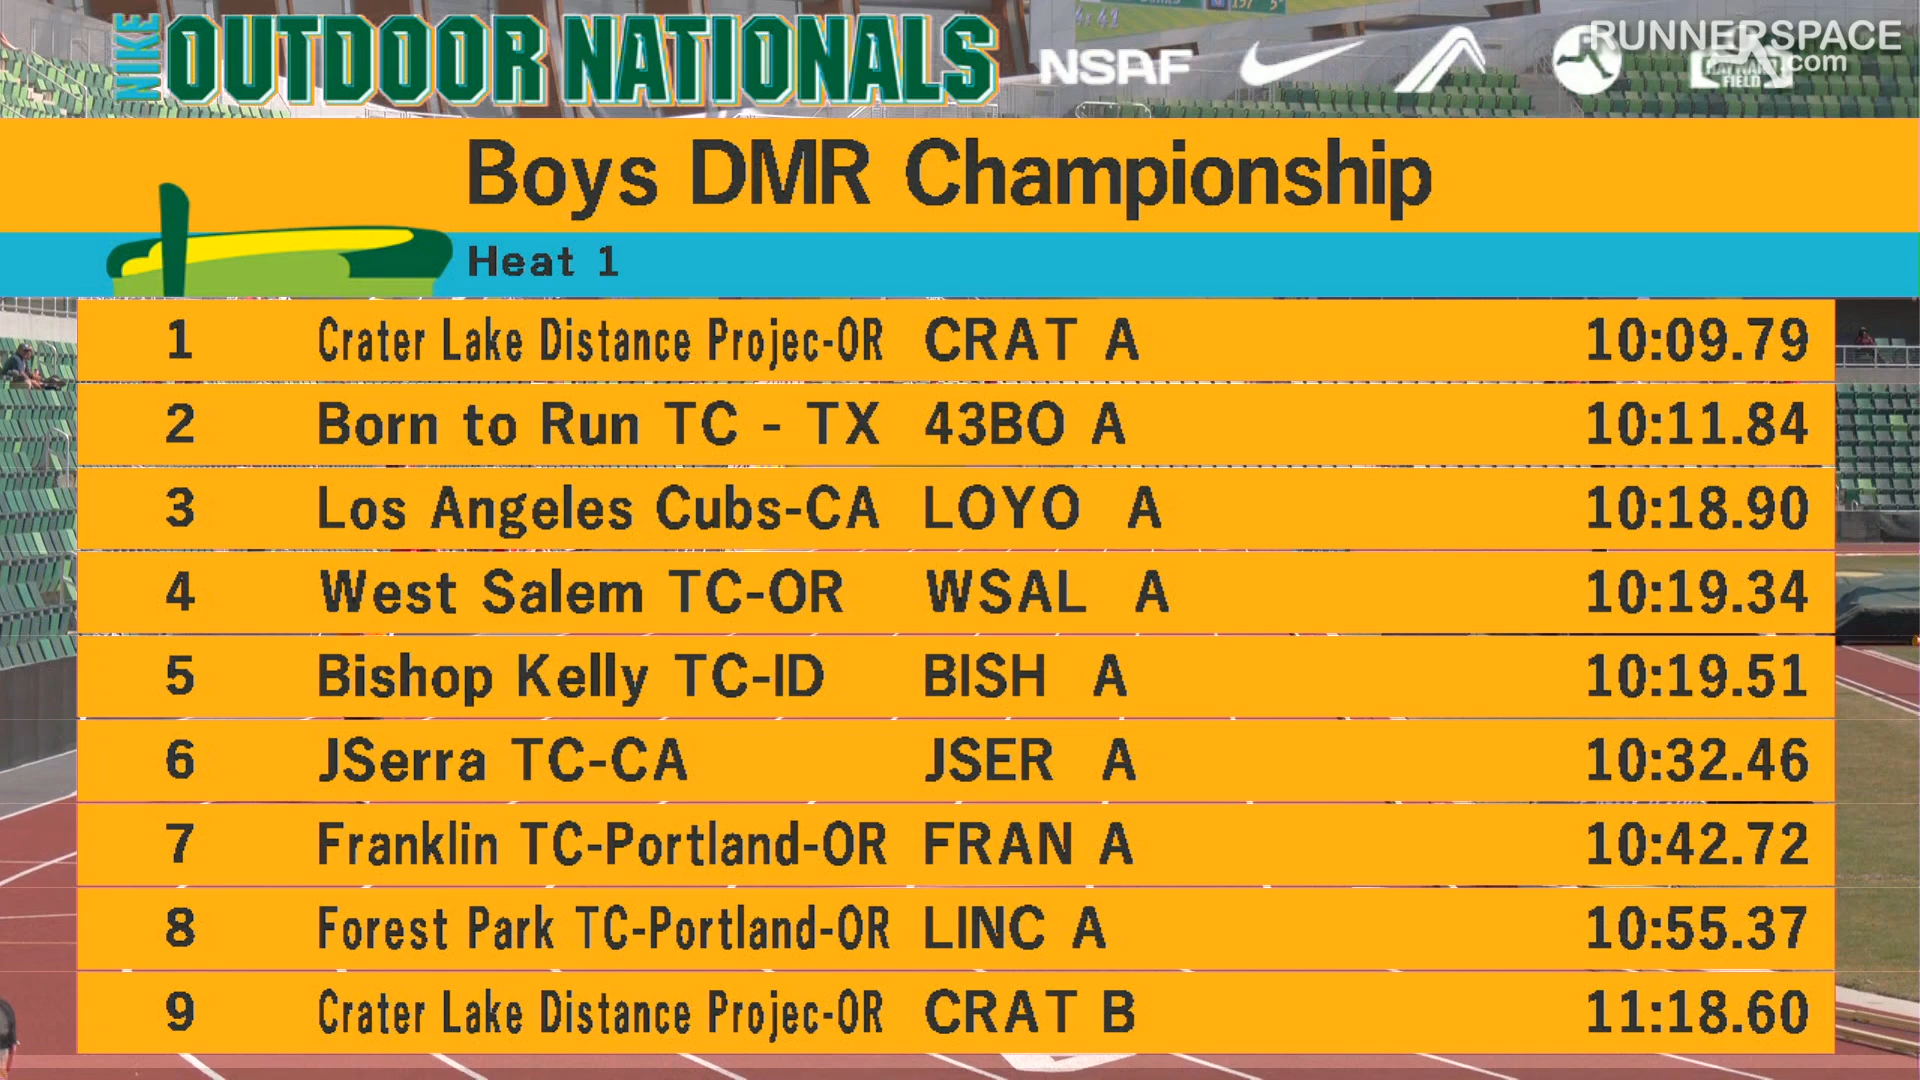 NIKE OUTDOOR NATIONALS NSAF RUNNERSPACE
.com
FIELD
Boys DMR Championship
Heat 1
1 Crater Lake Distance Projec-OR CRAT A 10:09.79
2 Born to Run TC - TX 43BO A 10:11.84
3 Los Angeles Cubs-CA LOYO A 10:18.90
4 West Salem TC-OR WSAL A 10:19.34
5 Bishop Kelly TC-ID BISH A 10:19.51
6 JSerra TC-CA JSER A 10:32.46
7 Franklin TC-Portland-OR FRAN A 10:42.72
8 Forest Park TC-Portland-OR LINC A 10:55.37
9 Crater Lake Distance Projec-OR CRAT B 11:18.60